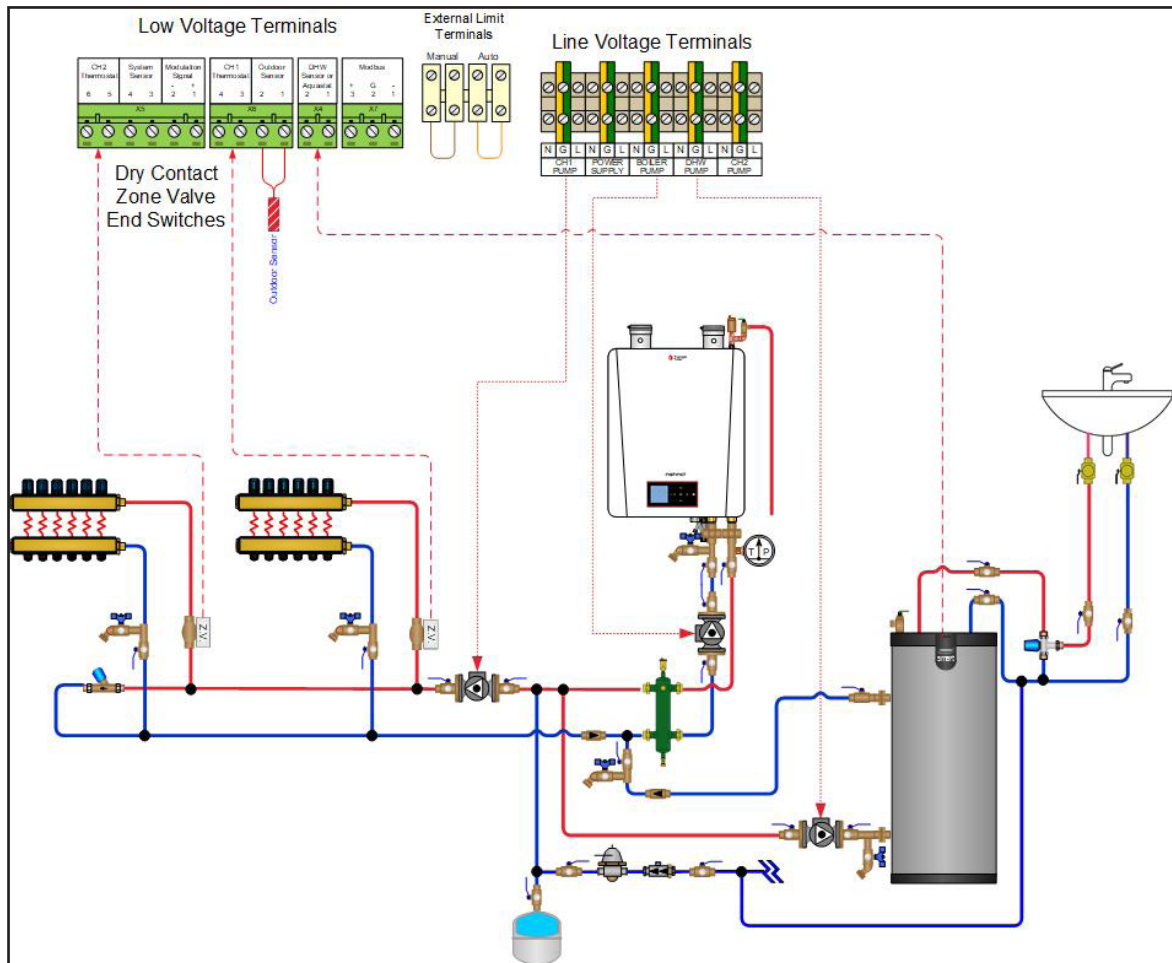 Low Voltage Terminals
External Limit
Terminals
Manual Auto
Line Voltage Terminals
CH2
Thermostat
6 5
System
Sensor
4 3
Modulation
Signal
- +
2 1
X5
CH1
Thermostat
4 3
Outdoor
Sensor
2 1
X6
DHW
Sensor or
Aquastat
2 1
X4
Modbus
+ G -
3 2 1
X7
N G L N G L N G L N G L N G L
CH1
PUMP
POWER
SUPPLY
BOILER
PUMP
DHW
PUMP
CH2
PUMP
Dry Contact
Zone Valve
End Switches
Outdoor Sensor
Z.V.
Z.V.
T P
SMART